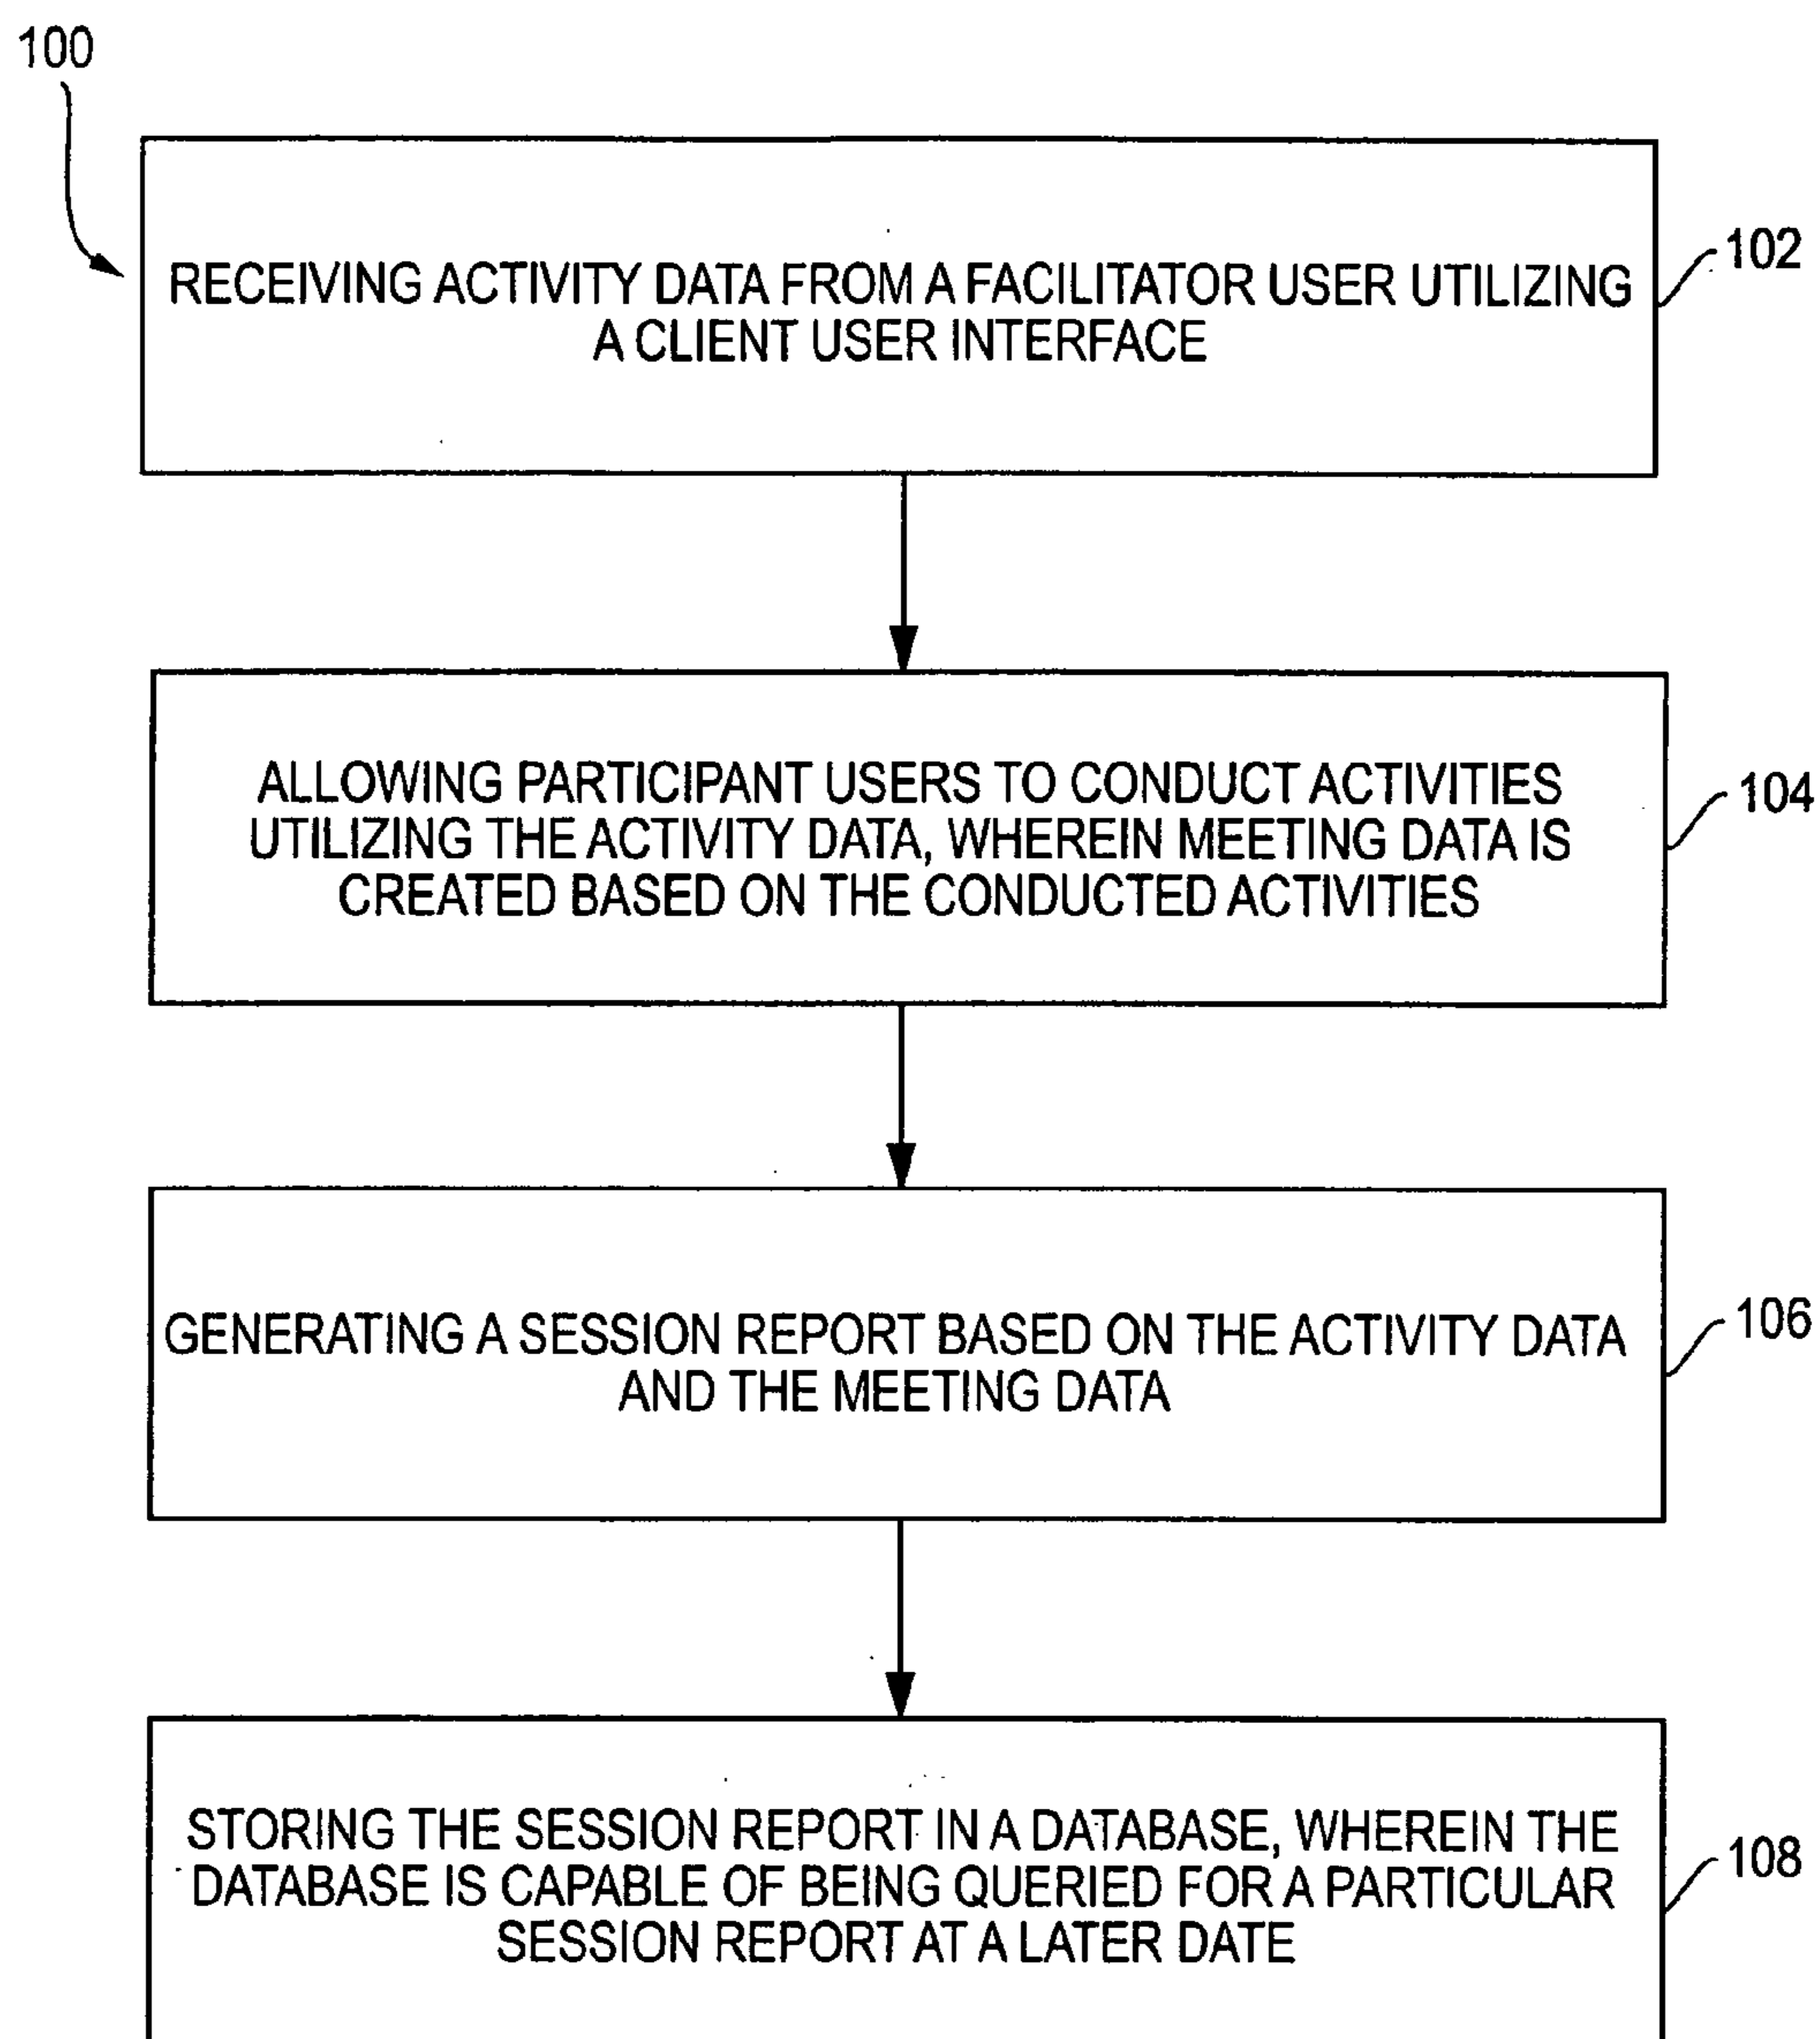 100
RECEIVING ACTIVITY DATA FROM A FACILITATOR USER UTILIZING
A CLIENT USER INTERFACE
102
ALLOWING PARTICIPANT USERS TO CONDUCT ACTIVITIES
UTILIZING THE ACTIVITY DATA, WHEREIN MEETING DATA IS
CREATED BASED ON THE CONDUCTED ACTIVITIES
104
GENERATING A SESSION REPORT BASED ON THE ACTIVITY DATA
AND THE MEETING DATA
106
STORING THE SESSION REPORT IN A DATABASE, WHEREIN THE
DATABASE IS CAPABLE OF BEING QUERIED FOR A PARTICULAR
SESSION REPORT AT A LATER DATE
108